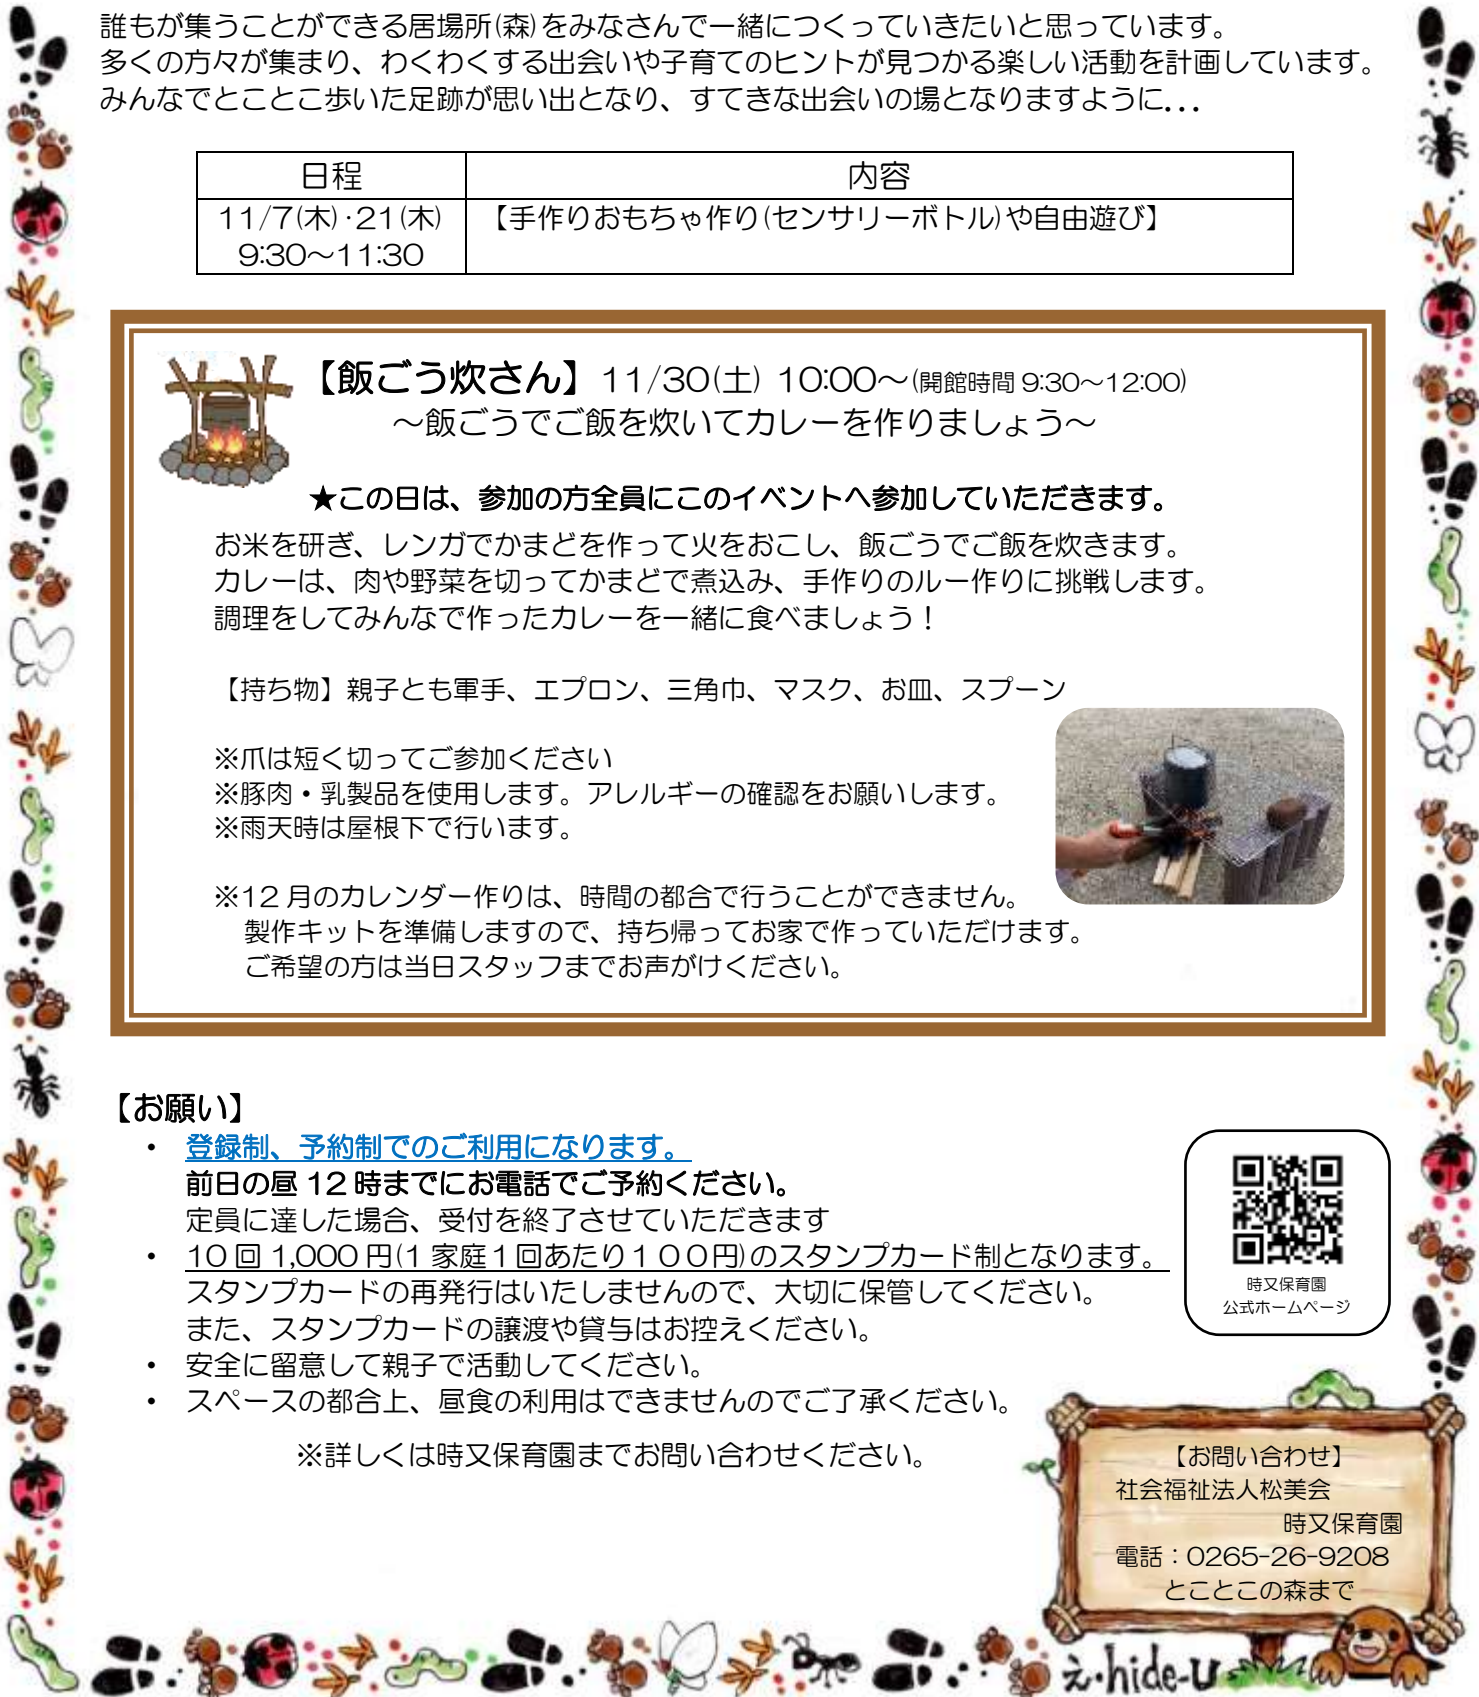 誰もが集うことができる居場所(森)をみなさんで一緒につくっていきたいと思っています。
多くの方々が集まり、わくわくする出会いや子育てのヒントが見つかる楽しい活動を計画しています。
みんなでとことこ歩いた足跡が思い出となり、すてきな出会いの場となりますように...
日程 内容
11/7(木)･21(木) 【手作りおもちゃ作り(センサリーボトル)や自由遊び】
9:30～11:30
【飯ごう炊さん】11/30(土) 10:00～(開館時間 9:30～12:00)
～飯ごうでご飯を炊いてカレーを作りましょう～
★この日は、参加の方全員にこのイベントへ参加していただきます。
お米を研ぎ、レンガでかまどを作って火をおこし、飯ごうでご飯を炊きます。
カレーは、肉や野菜を切ってかまどで煮込み、手作りのルー作りに挑戦します。
調理をしてみんなで作ったカレーを一緒に食べましょう！
【持ち物】親子とも軍手、エプロン、三角巾、マスク、お皿、スプーン
※爪は短く切ってご参加ください
※豚肉・乳製品を使用します。アレルギーの確認をお願いします。
※雨天時は屋根下で行います。
※12月のカレンダー作りは、時間の都合で行うことができません。
製作キットを準備しますので、持ち帰ってお家で作っていただけます。
ご希望の方は当日スタッフまでお声がけください。
【お願い】
・ 登録制、予約制でのご利用になります。
前日の昼12時までにお電話でご予約ください。
定員に達した場合、受付を終了させていただきます
・ 10回1,000円(1家庭１回あたり１００円)のスタンプカード制となります。
スタンプカードの再発行はいたしませんので、大切に保管してください。
また、スタンプカードの譲渡や貸与はお控えください。
・ 安全に留意して親子で活動してください。
・ スペースの都合上、昼食の利用はできませんのでご了承ください。
※詳しくは時又保育園までお問い合わせください。
時又保育園
公式ホームページ
【お問い合わせ】
社会福祉法人松美会
時又保育園
電話：0265-26-9208
とことこの森まで
え・hide-U